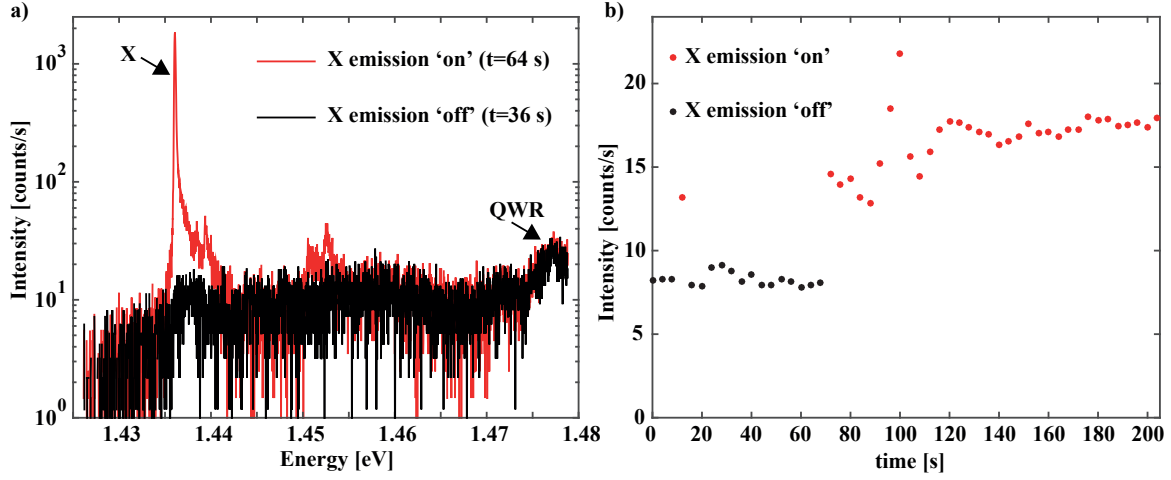 a)
10³
10²
10¹
10⁰
Intensity [counts/s]
X
X emission ‘on’ (t=64 s)
X emission ‘off’ (t=36 s)
QWR
1.43 1.44 1.45 1.46 1.47 1.48
Energy [eV]
b)
20
15
10
5
0
Intensity [counts/s]
X emission ‘on’
X emission ‘off’
0 20 40 60 80 100 120 140 160 180 200
time [s]